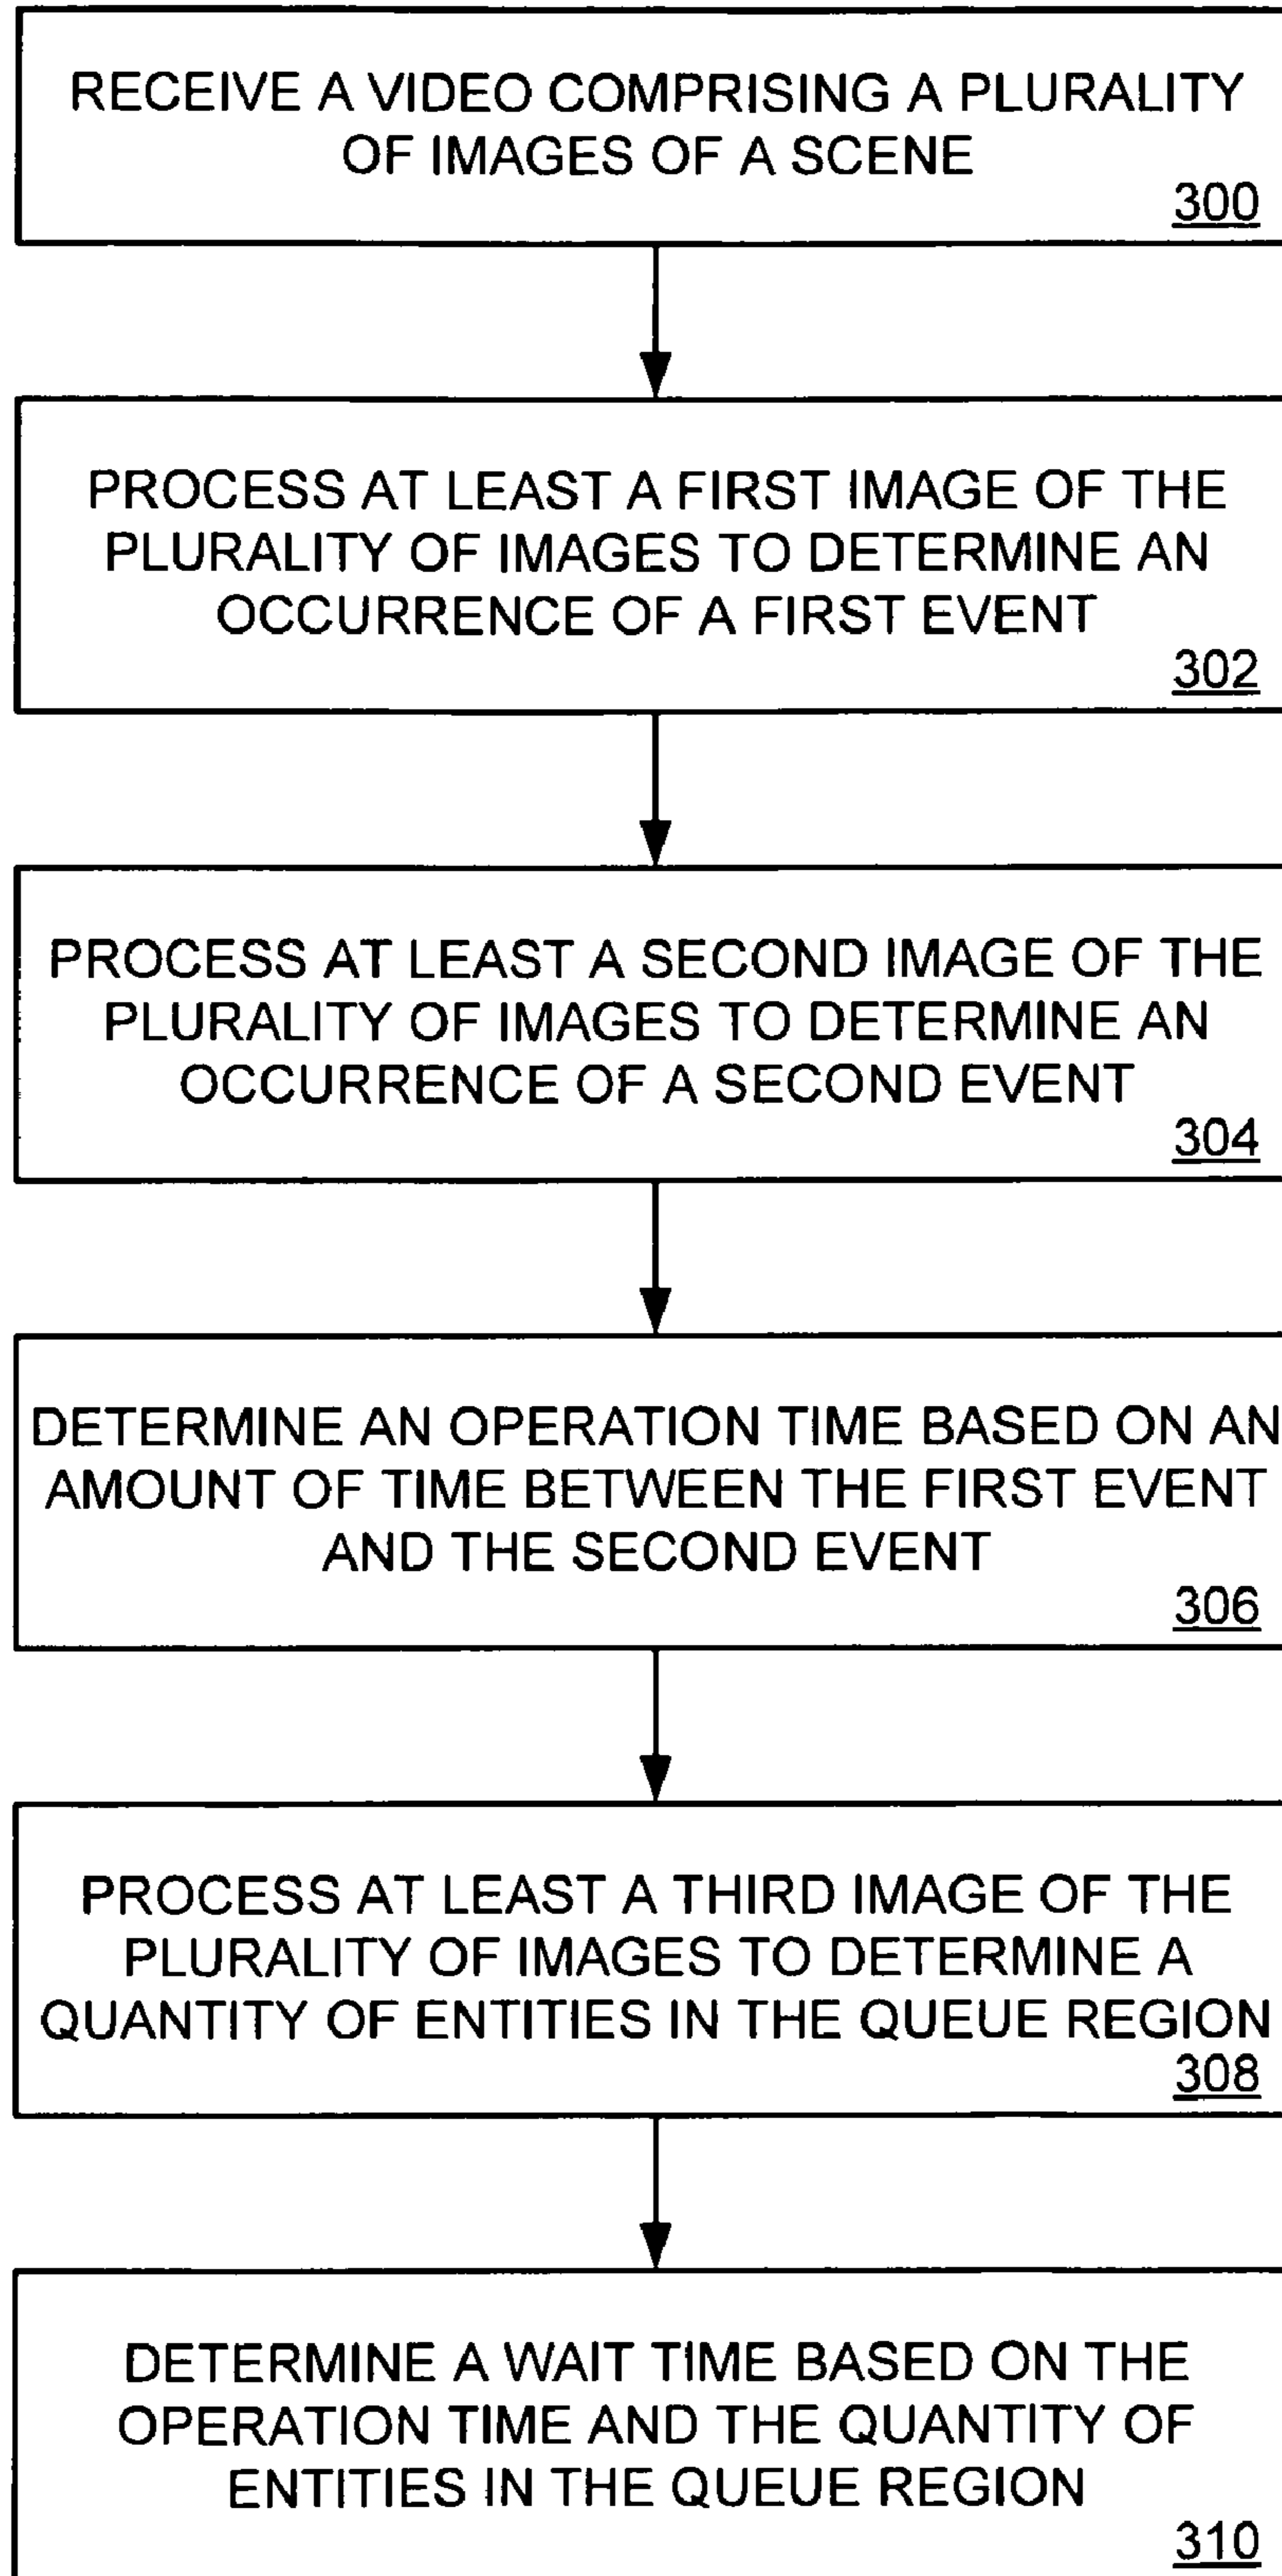 RECEIVE A VIDEO COMPRISING A PLURALITY
OF IMAGES OF A SCENE
300
PROCESS AT LEAST A FIRST IMAGE OF THE
PLURALITY OF IMAGES TO DETERMINE AN
OCCURRENCE OF A FIRST EVENT
302
PROCESS AT LEAST A SECOND IMAGE OF THE
PLURALITY OF IMAGES TO DETERMINE AN
OCCURRENCE OF A SECOND EVENT
304
DETERMINE AN OPERATION TIME BASED ON AN
AMOUNT OF TIME BETWEEN THE FIRST EVENT
AND THE SECOND EVENT
306
PROCESS AT LEAST A THIRD IMAGE OF THE
PLURALITY OF IMAGES TO DETERMINE A
QUANTITY OF ENTITIES IN THE QUEUE REGION
308
DETERMINE A WAIT TIME BASED ON THE
OPERATION TIME AND THE QUANTITY OF
ENTITIES IN THE QUEUE REGION
310